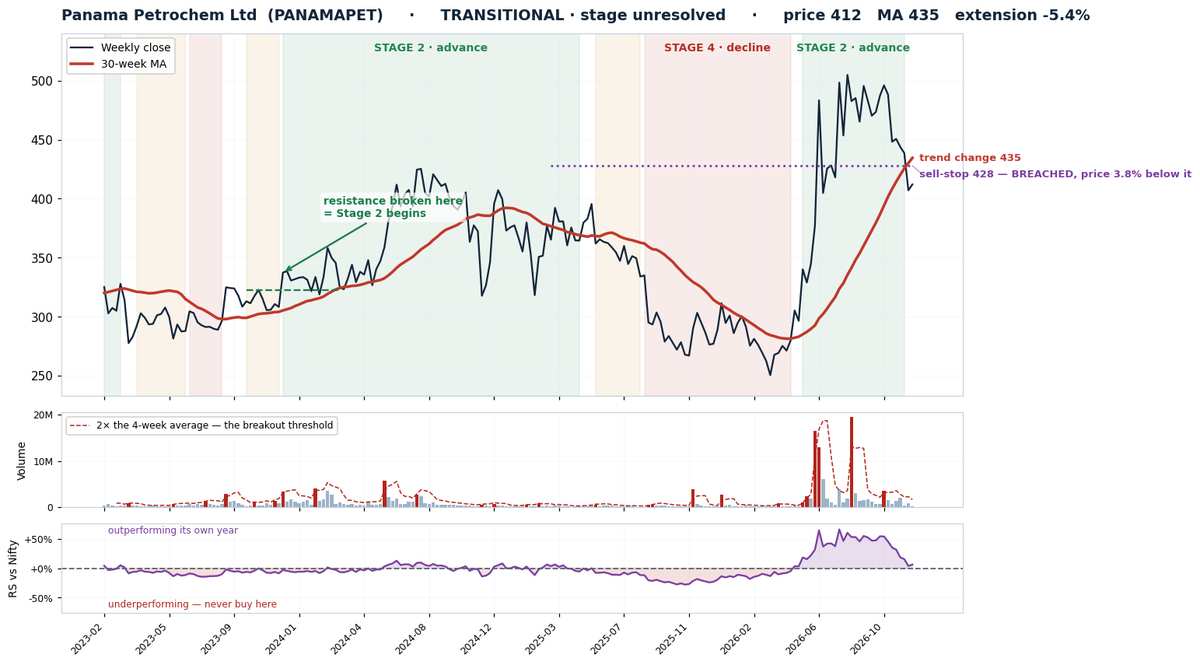 Panama Petrochem Ltd (PANAMAPET) · TRANSITIONAL · stage unresolved · price 412 MA 435 extension -5.4%
Weekly close
30-week MA
STAGE 2 · advance
STAGE 4 · decline
STAGE 2 · advance
500
450
400
350
300
250
resistance broken here
= Stage 2 begins
trend change 435
sell-stop 428 — BREACHED, price 3.8% below it
Volume
20M
10M
0
2× the 4-week average — the breakout threshold
RS vs Nifty
+50%
+0%
-50%
outperforming its own year
underperforming — never buy here
2023-02
2023-05
2023-09
2024-01
2024-04
2024-08
2024-12
2025-03
2025-07
2025-11
2026-02
2026-06
2026-10